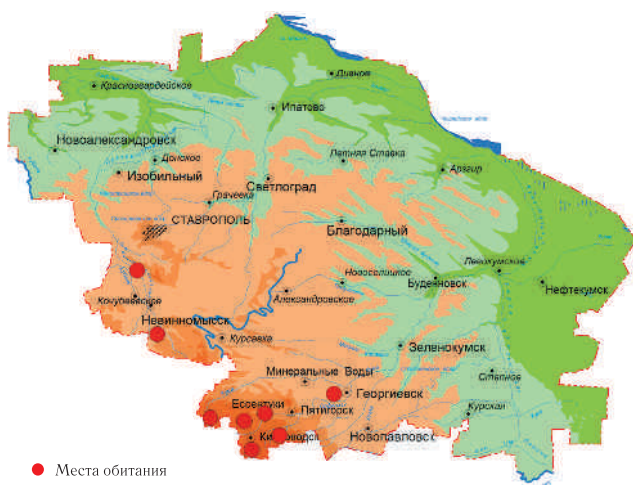 Дивное
Красногвардейское
Ипатово
Новоалександровск
Донское
Летняя Ставка
Изобильный
Светлоград
Арзгир
Грачевка
СТАВРОПОЛЬ
Благодарный
Левокумское
Новоселицкое
Буденновск
Нефтекумск
Кочубеевское
Александровское
Невинномысск
Курсавка
Зеленокумск
Минеральные Воды
Степное
Ессентуки
Георгиевск
Пятигорск
Курская
Новопавловск
Места обитания